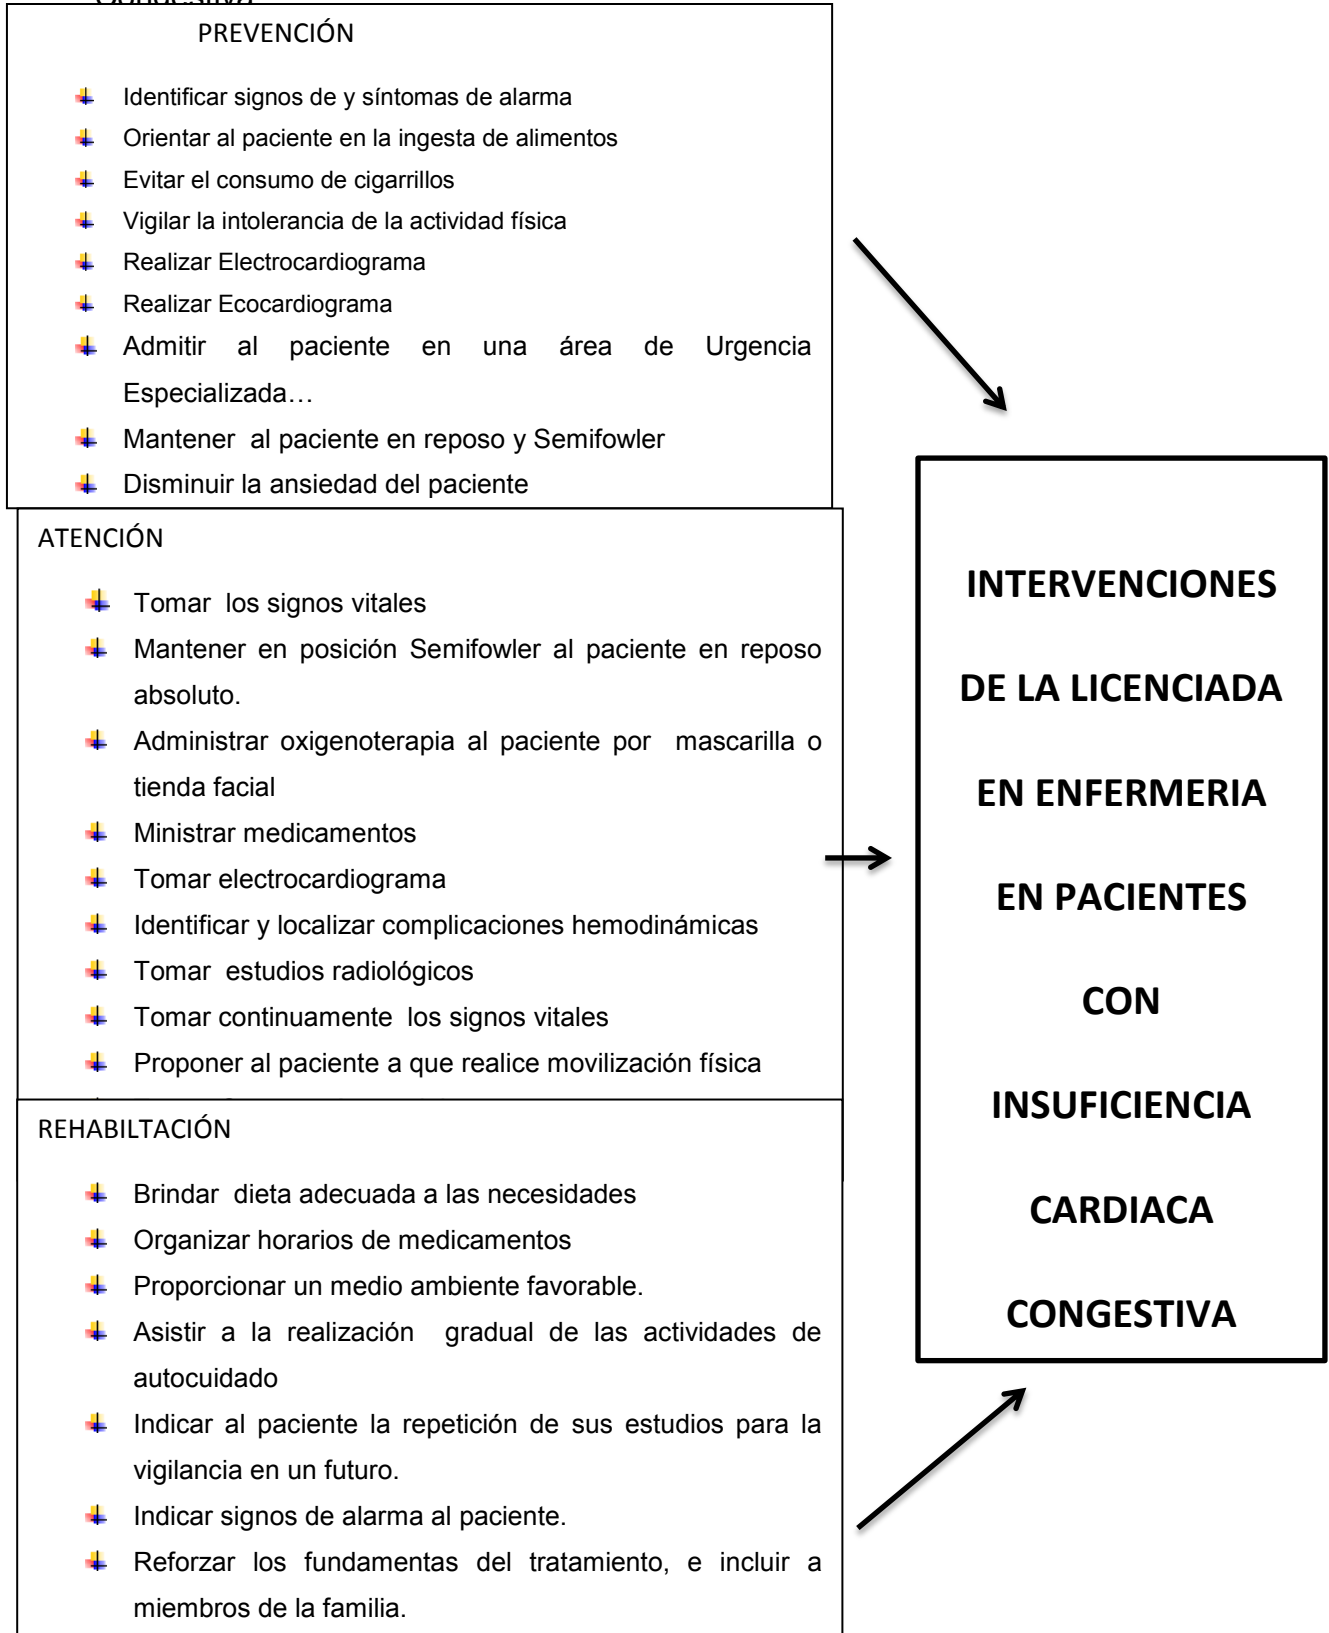 PREVENCIÓN
Identificar signos de y síntomas de alarma
Orientar al paciente en la ingesta de alimentos
Evitar el consumo de cigarrillos
Vigilar la intolerancia de la actividad física
Realizar Electrocardiograma
Realizar Ecocardiograma
Admitir al paciente en una área de Urgencia
Especializada…
Mantener al paciente en reposo y Semifowler
Disminuir la ansiedad del paciente
ATENCIÓN
Tomar los signos vitales
Mantener en posición Semifowler al paciente en reposo
absoluto.
Administrar oxigenoterapia al paciente por mascarilla o
tienda facial
Ministrar medicamentos
Tomar electrocardiograma
Identificar y localizar complicaciones hemodinámicas
Tomar estudios radiológicos
Tomar continuamente los signos vitales
Proponer al paciente a que realice movilización física
REHABILTACIÓN
Brindar dieta adecuada a las necesidades
Organizar horarios de medicamentos
Proporcionar un medio ambiente favorable.
Asistir a la realización gradual de las actividades de
autocuidado
Indicar al paciente la repetición de sus estudios para la
vigilancia en un futuro.
Indicar signos de alarma al paciente.
Reforzar los fundamentas del tratamiento, e incluir a
miembros de la familia.
INTERVENCIONES
DE LA LICENCIADA
EN ENFERMERIA
EN PACIENTES
CON
INSUFICIENCIA
CARDIACA
CONGESTIVA